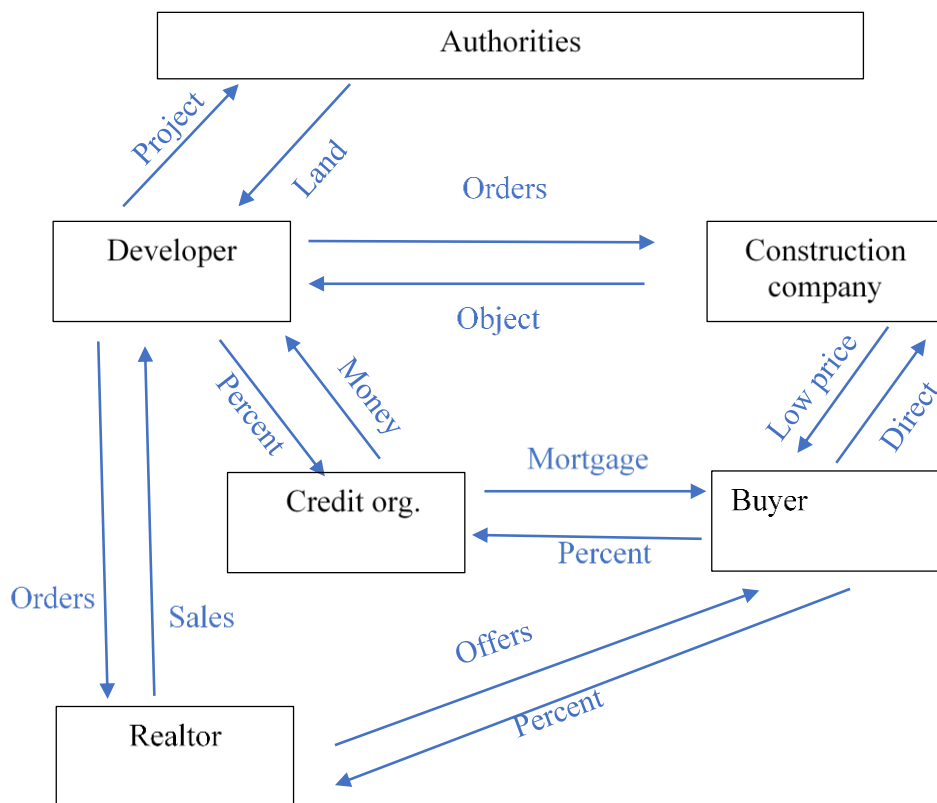 Authorities
Project
Land
Orders
Developer
Construction
company
Object
Percent
Money
Low price
Direct
Mortgage
Credit org.
Buyer
Percent
Orders
Sales
Offers
Percent
Realtor